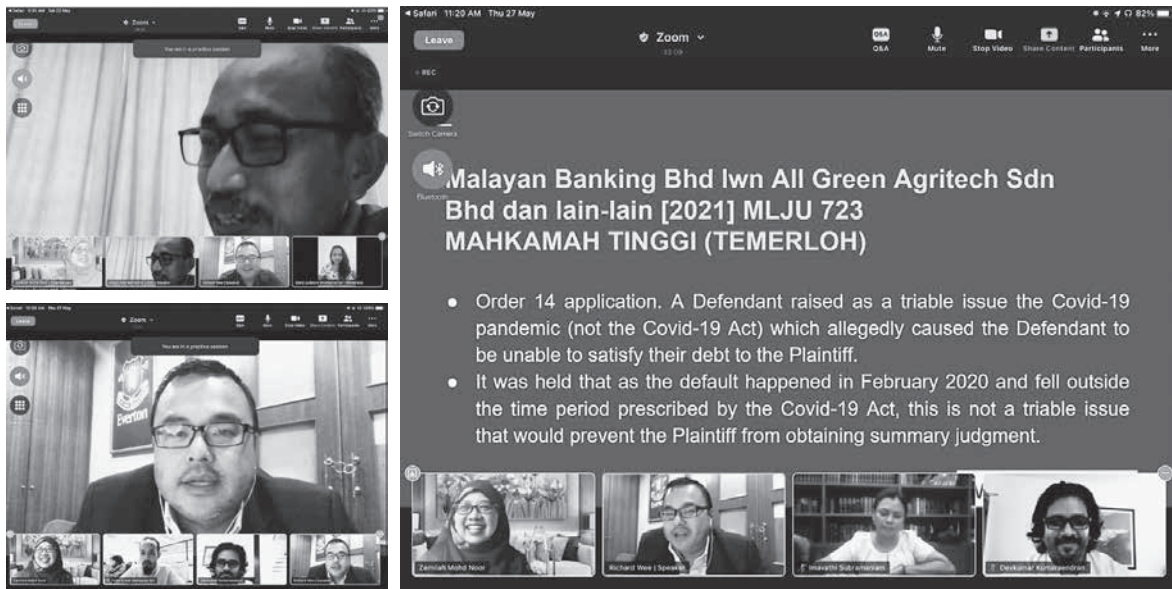 Zoom
You are in a practice session
Zoom
You are in a practice session
Everton
Safari 11:20 AM Thu 27 May
82%
Leave
Zoom
Q&A
Mute
Stop Video
Share Content
Participants
More
REC
Switch Camera
Bluetooth
Malayan Banking Bhd lwn All Green Agritech Sdn
Bhd dan lain-lain [2021] MLJU 723
MAHKAMAH TINGGI (TEMERLOH)
● Order 14 application. A Defendant raised as a triable issue the Covid-19
pandemic (not the Covid-19 Act) which allegedly caused the Defendant to
be unable to satisfy their debt to the Plaintiff.
● It was held that as the default happened in February 2020 and fell outside
the time period prescribed by the Covid-19 Act, this is not a triable issue
that would prevent the Plaintiff from obtaining summary judgment.
Zemilah Mohd Noor
Richard Wee | Speaker
Imavathi Subramaniam
Devkumar Kumaraendran